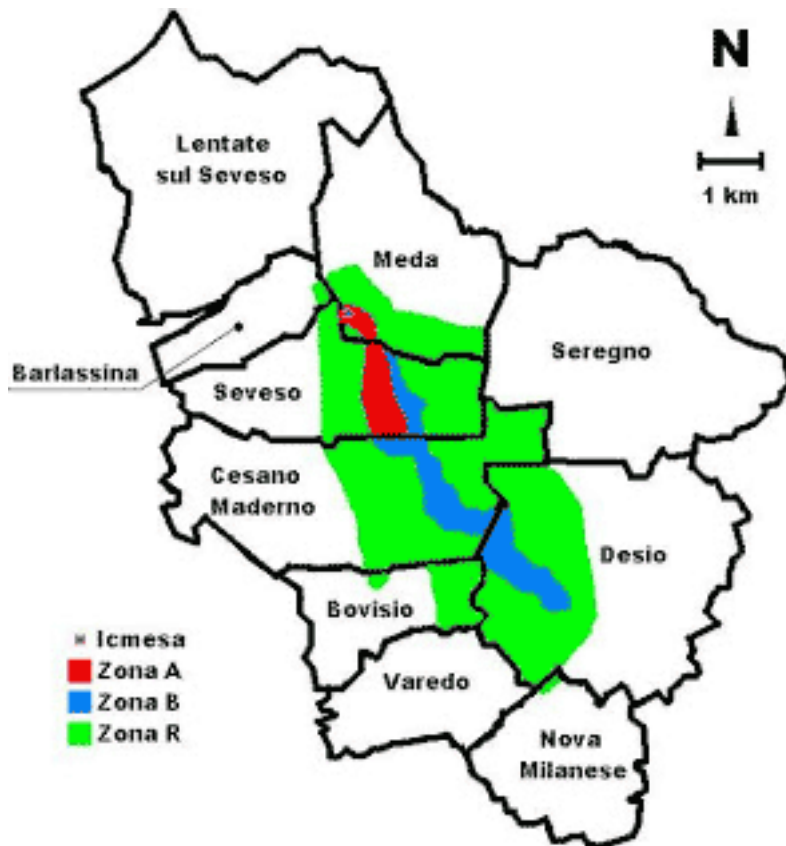 N
1 km
Lentate
sul Seveso
Meda
Seregno
Barlassina
Seveso
Cesano
Maderno
Desio
Bovisio
Varedo
Nova
Milanese
Icmesa
Zona A
Zona B
Zona R